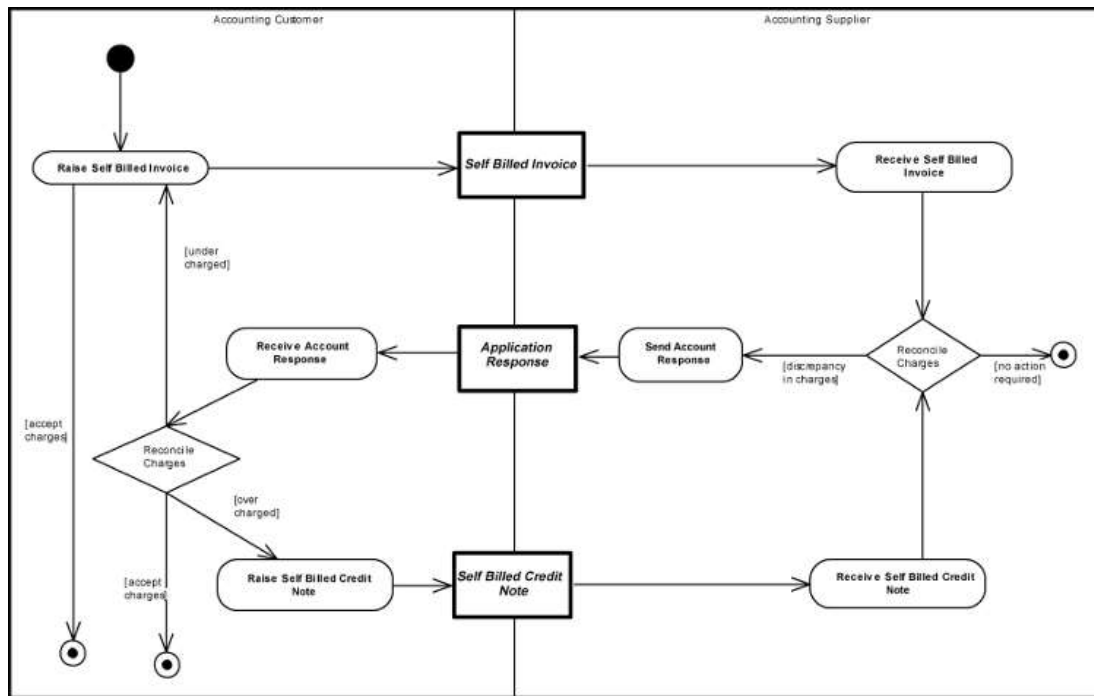 Accounting Customer
Accounting Supplier
Raise Self Billed Invoice
Self Billed Invoice
Receive Self Billed
Invoice
[under
charged]
Receive Account
Response
Application
Response
Send Account
Response
Reconcile
Charges
[discrepancy
in charges]
[no action
required]
[accept
charges]
Reconcile
Charges
[over
charged]
[accept
charges]
Raise Self Billed Credit
Note
Self Billed Credit
Note
Receive Self Billed Credit
Note